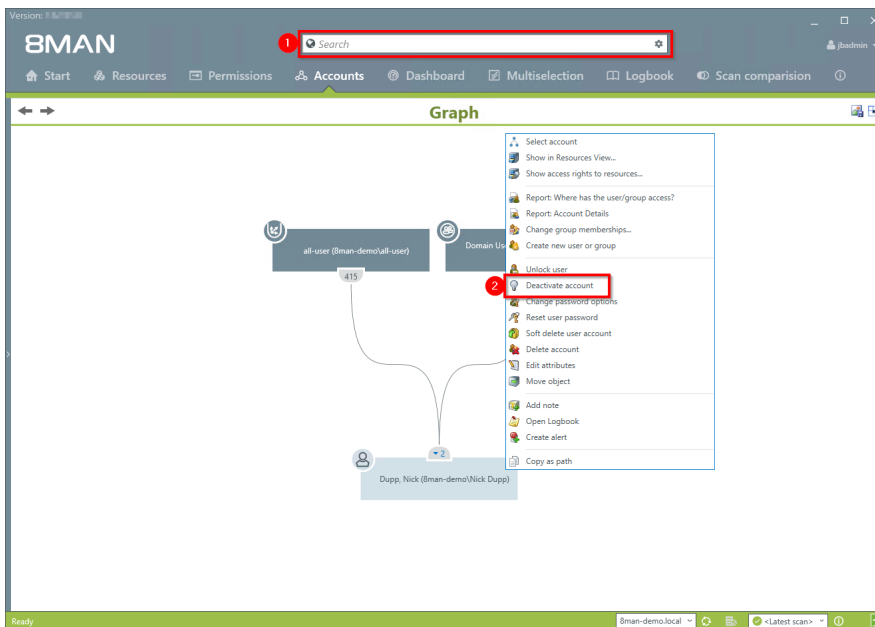 Version:
8MAN
1
Search
jbadmin
Start
Resources
Permissions
Accounts
Dashboard
Multiselection
Logbook
Scan comparision
Graph
Select account
Show in Resources View...
Show access rights to resources...
Report: Where has the user/group access?
Report: Account Details
Change group memberships...
Create new user or group
all-user (8man-demo\all-user)
415
Domain Us
Unlock user
2
Deactivate account
Change password options
Reset user password
Soft delete user account
Delete account
Edit attributes
Move object
Add note
Open Logbook
Create alert
Copy as path
2
Dupp, Nick (8man-demo\Nick Dupp)
Ready
8man-demo.local
<Latest scan>